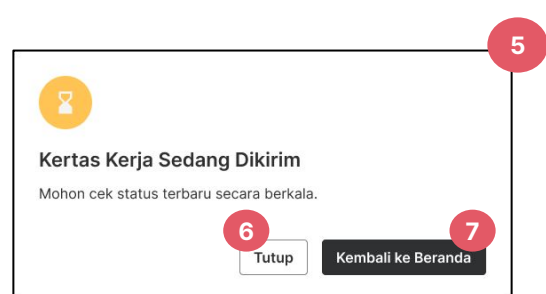 5
Kertas Kerja Sedang Dikirim
Mohon cek status terbaru secara berkala.
6
7
Tutup
Kembali ke Beranda